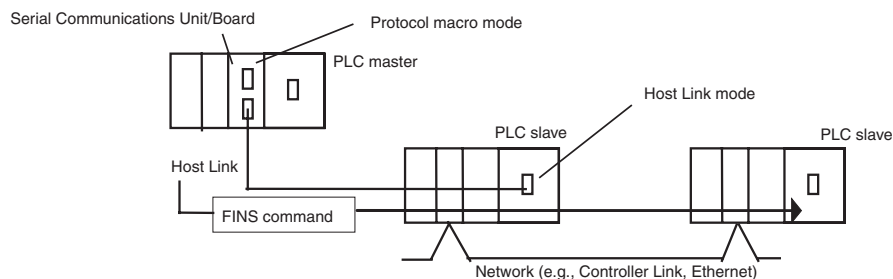 Serial Communications Unit/Board
Protocol macro mode
PLC master
Host Link mode
PLC slave
PLC slave
Host Link
FINS command
Network (e.g., Controller Link, Ethernet)